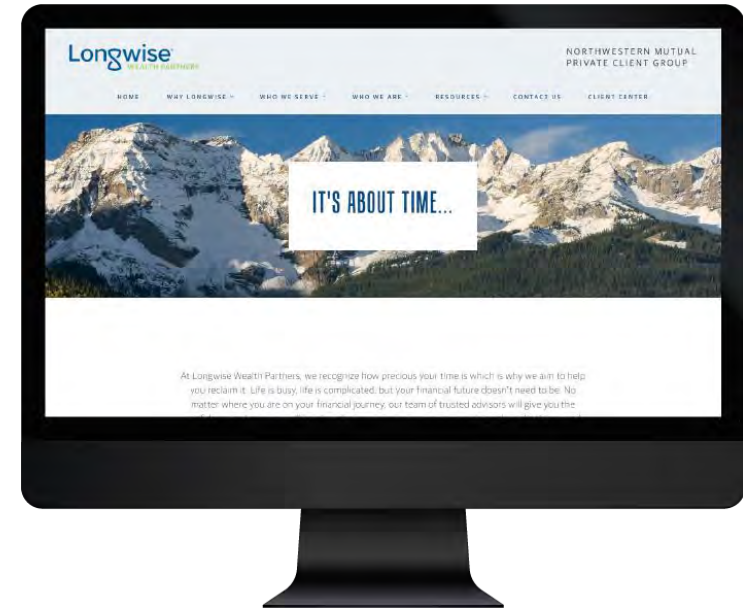 Longwise
WEALTH PARTNERS
NORTHWESTERN MUTUAL
PRIVATE CLIENT GROUP
HOME WHY LONGWISE WHO WE SERVE WHO WE ARE RESOURCES CONTACT US CLIENT CENTER
IT'S ABOUT TIME...
At Longwise Wealth Partners, we recognize how precious your time is which is why we aim to help
you reclaim it. Life is busy, life is complicated, but your financial future doesn't need to be. No
matter where you are on your financial journey, our team of trusted advisors will give you the